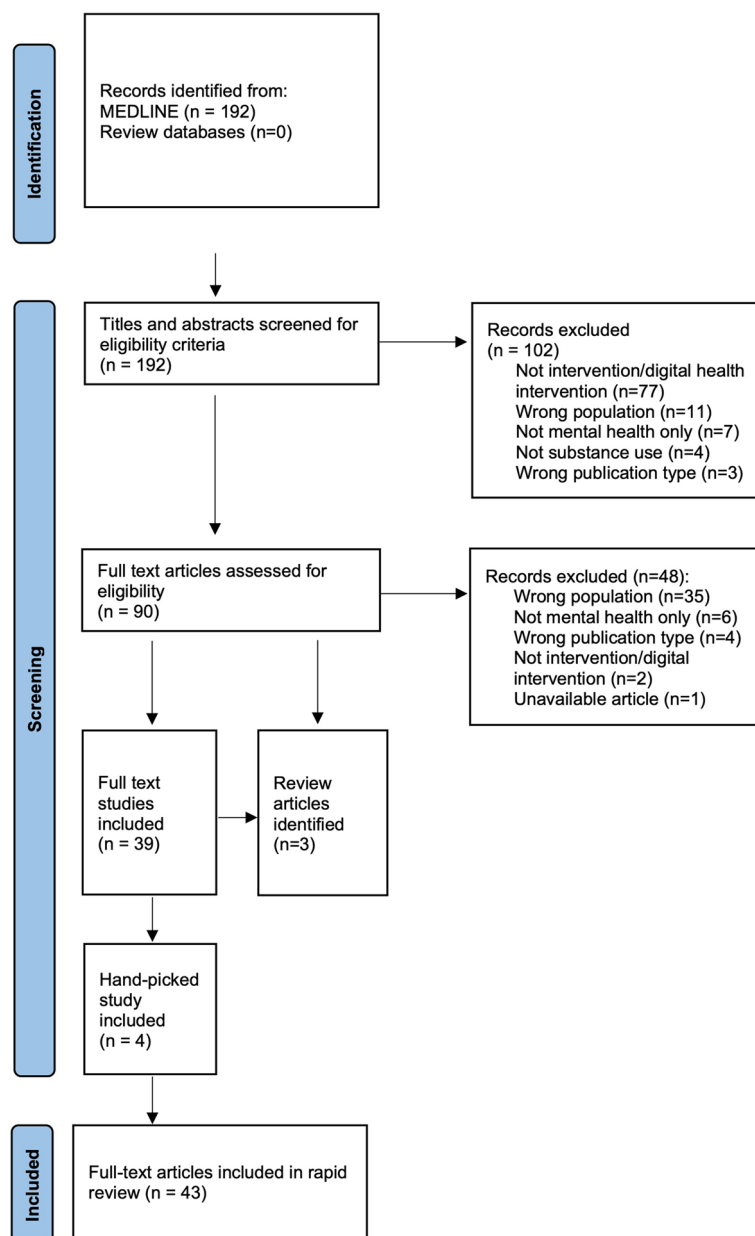 Identification
Records identified from:
MEDLINE (n = 192)
Review databases (n=0)
Screening
Titles and abstracts screened for
eligibility criteria
(n = 192)
Records excluded
(n = 102)
Not intervention/digital health
intervention (n=77)
Wrong population (n=11)
Not mental health only (n=7)
Not substance use (n=4)
Wrong publication type (n=3)
Full text articles assessed for
eligibility
(n = 90)
Records excluded (n=48):
Wrong population (n=35)
Not mental health only (n=6)
Wrong publication type (n=4)
Not intervention/digital
intervention (n=2)
Unavailable article (n=1)
Full text
studies
included
(n = 39)
Review
articles
identified
(n=3)
Hand-picked
study
included
(n = 4)
Included
Full-text articles included in rapid
review (n = 43)